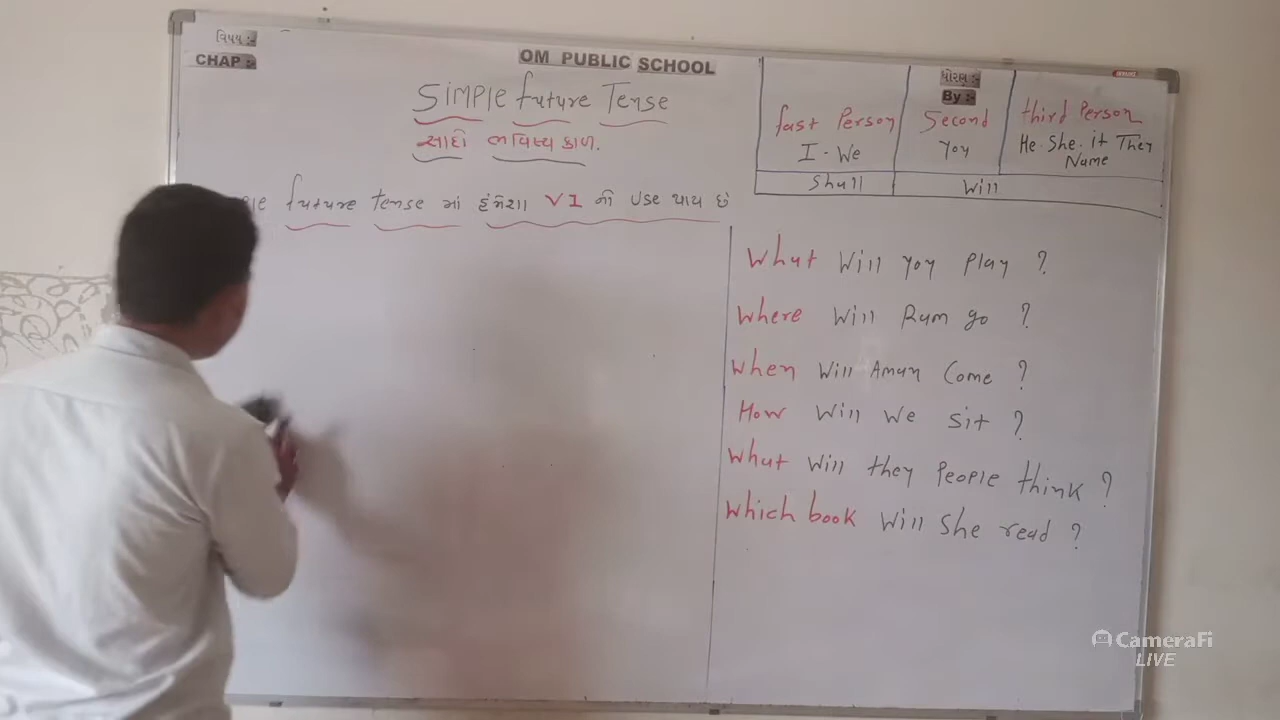 વિષય :-
CHAP :-
OM PUBLIC SCHOOL
ધોરણ :-
By :-
Simple future Tense
સાદો ભવિષ્ય કાળ.
future tense માં હંમેશા V1 નો use થાય છે
fast Person
I - We
Second
You
third Person
He. She. it They
Name
Shall
Will
What Will you Play ?
Where Will Ram go ?
When Will Aman Come ?
How Will We sit ?
What Will they People think ?
Which book Will She read ?
CameraFi
LIVE